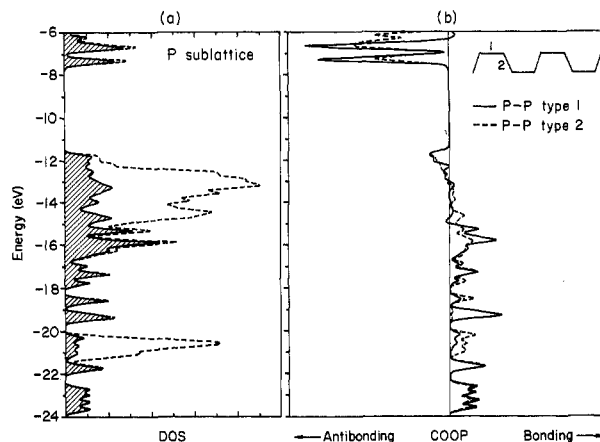 (a)
(b)
-6
-8
-10
-12
-14
-16
-18
-20
-22
-24
Energy (eV)
P sublattice
1
2
P-P type 1
P-P type 2
DOS
Antibonding
COOP
Bonding